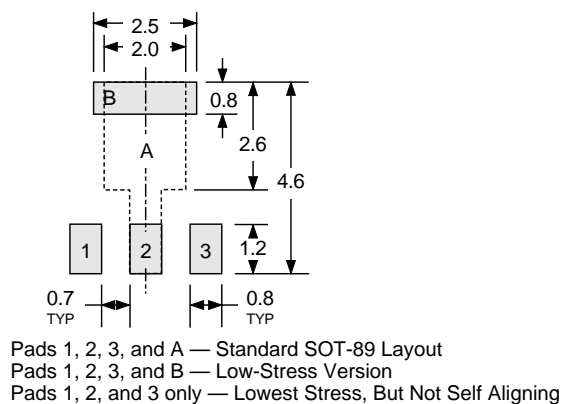 2.5
2.0
B
0.8
A
2.6
4.6
1
2
3
1.2
0.7
TYP
0.8
TYP
Pads 1, 2, 3, and A — Standard SOT-89 Layout
Pads 1, 2, 3, and B — Low-Stress Version
Pads 1, 2, and 3 only — Lowest Stress, But Not Self Aligning